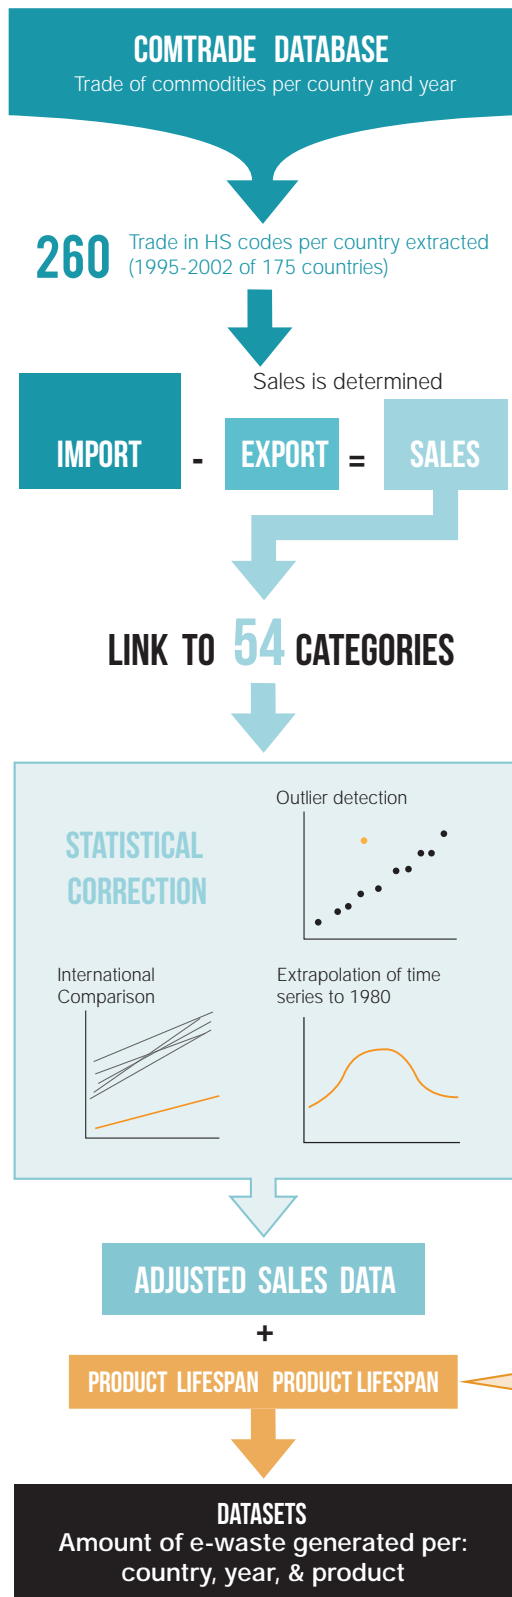 COMTRADE DATABASE
Trade of commodities per country and year
260
Trade in HS codes per country extracted
(1995-2002 of 175 countries)
Sales is determined
IMPORT - EXPORT = SALES
LINK TO 54 CATEGORIES
STATISTICAL
CORRECTION
Outlier detection
International
Comparison
Extrapolation of time
series to 1980
ADJUSTED SALES DATA
+
PRODUCT LIFESPAN PRODUCT LIFESPAN
DATASETS
Amount of e-waste generated per:
country, year, & product